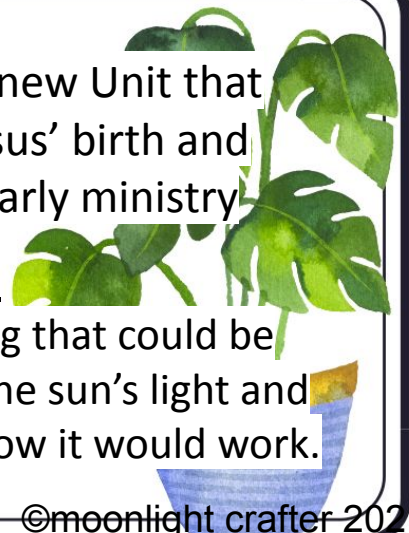 new Unit that
sus’ birth and
arly ministry
.
g that could be
he sun’s light and
ow it would work.
©moonlight crafter 202